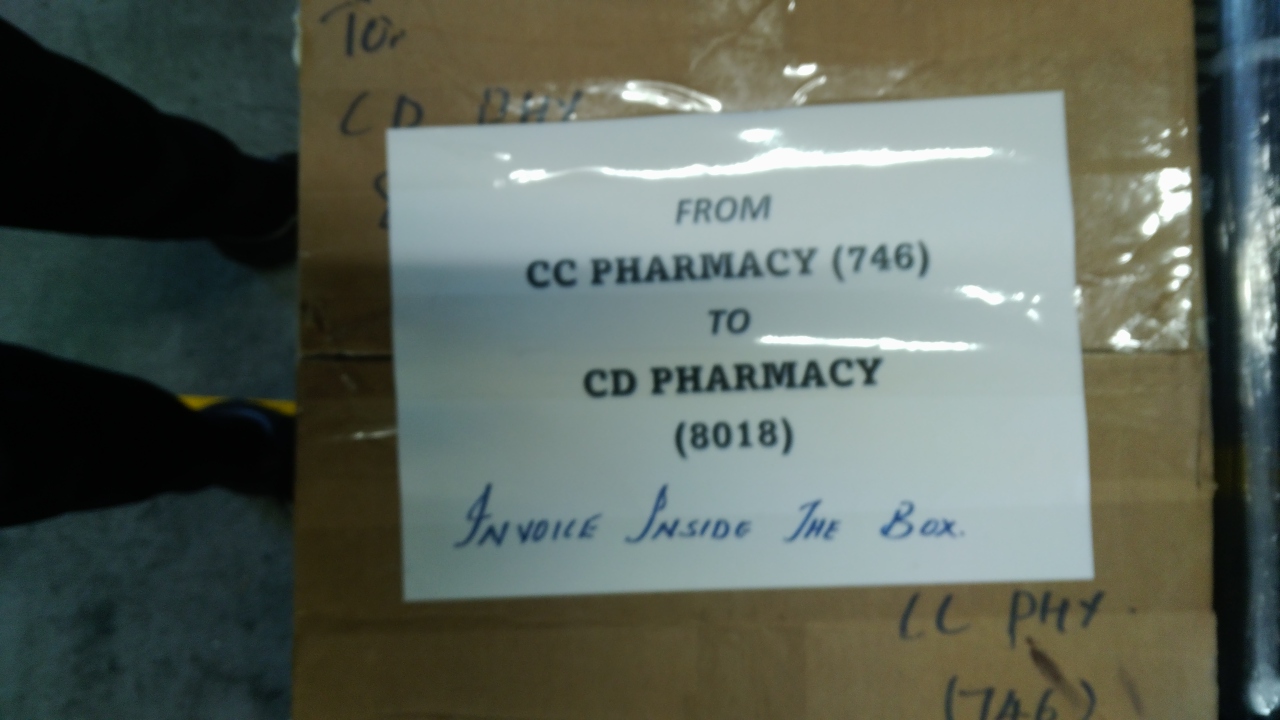 To,
CD PHY
FROM
CC PHARMACY (746)
TO
CD PHARMACY
(8018)
INVOICE INSIDE THE BOX.
CC PHY.
(746)